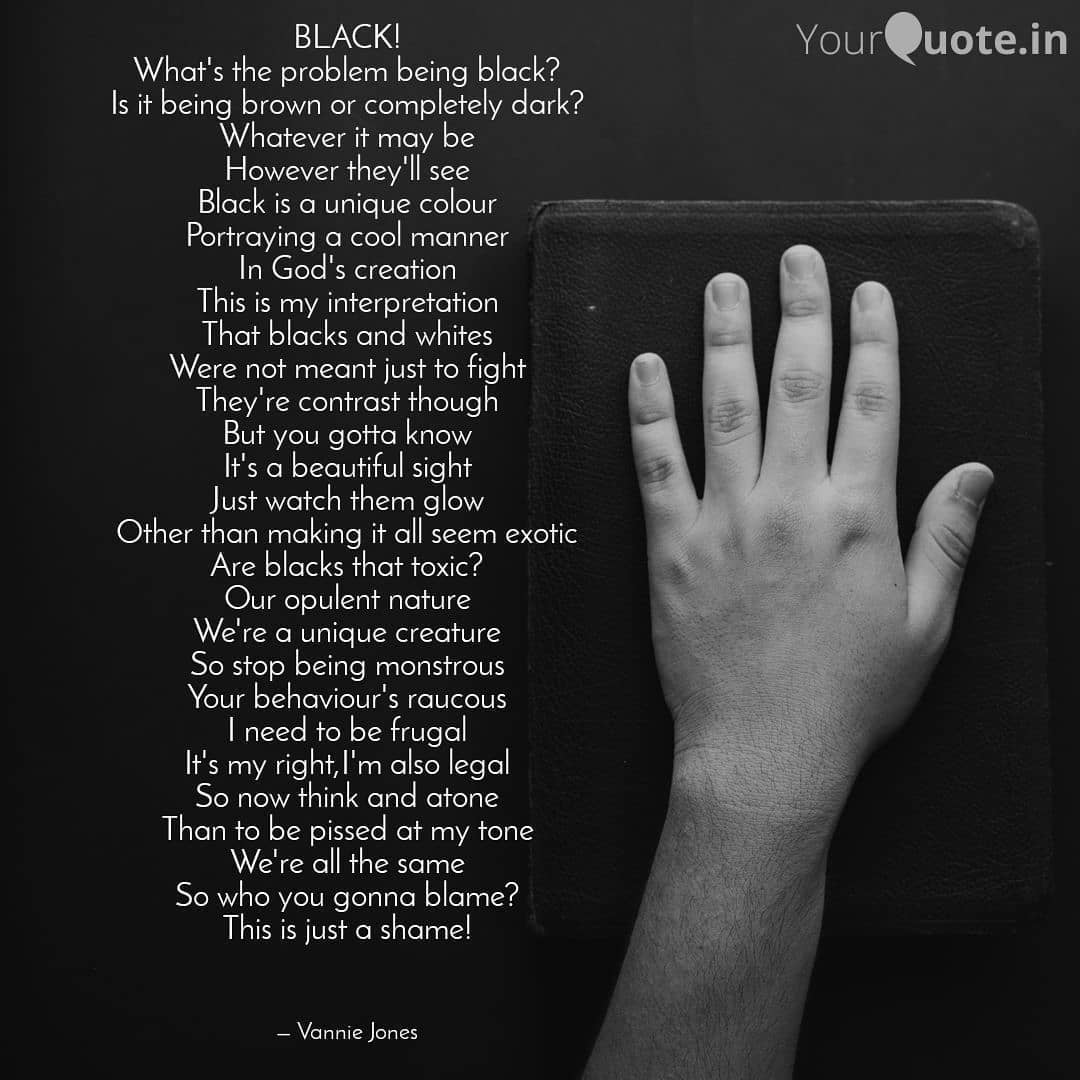 YourQuote.in
BLACK!
What's the problem being black?
Is it being brown or completely dark?
Whatever it may be
However they'll see
Black is a unique colour
Portraying a cool manner
In God's creation
This is my interpretation
That blacks and whites
Were not meant just to fight
They're contrast though
But you gotta know
It's a beautiful sight
Just watch them glow
Other than making it all seem exotic
Are blacks that toxic?
Our opulent nature
We're a unique creature
So stop being monstrous
Your behaviour's raucous
I need to be frugal
It's my right,I'm also legal
So now think and atone
Than to be pissed at my tone
We're all the same
So who you gonna blame?
This is just a shame!
– Vannie Jones